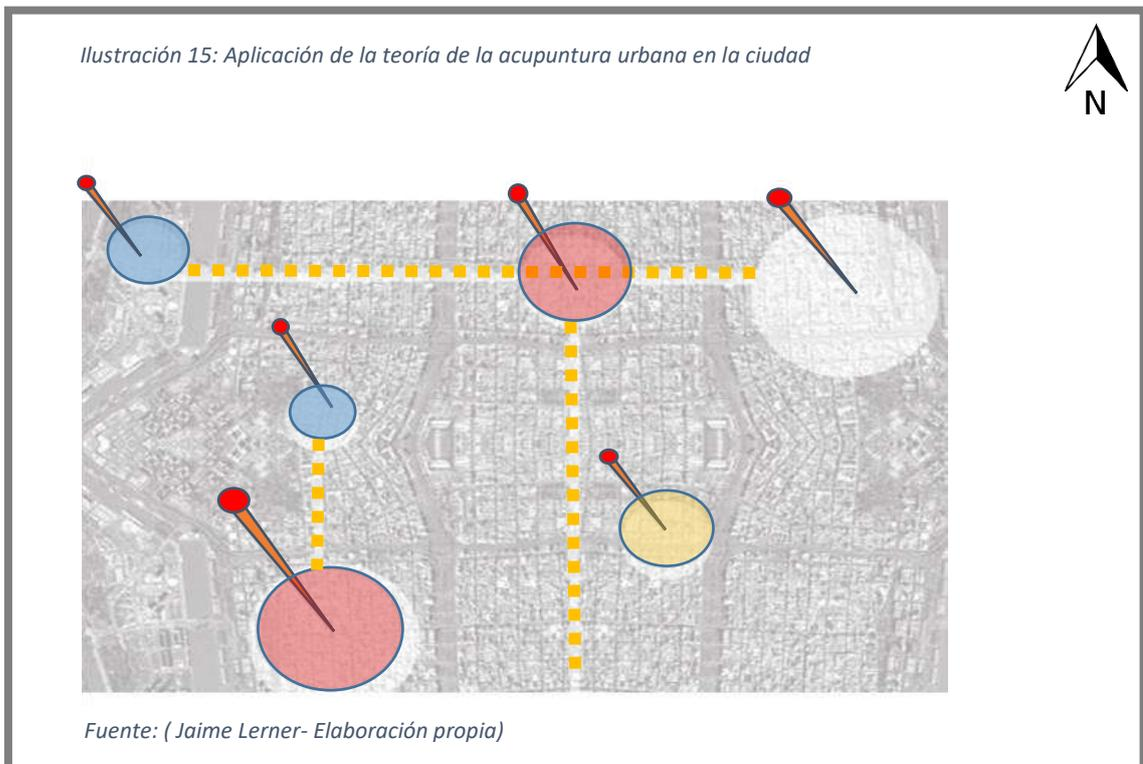 Ilustración 15: Aplicación de la teoría de la acupuntura urbana en la ciudad
N
Fuente: ( Jaime Lerner- Elaboración propia)